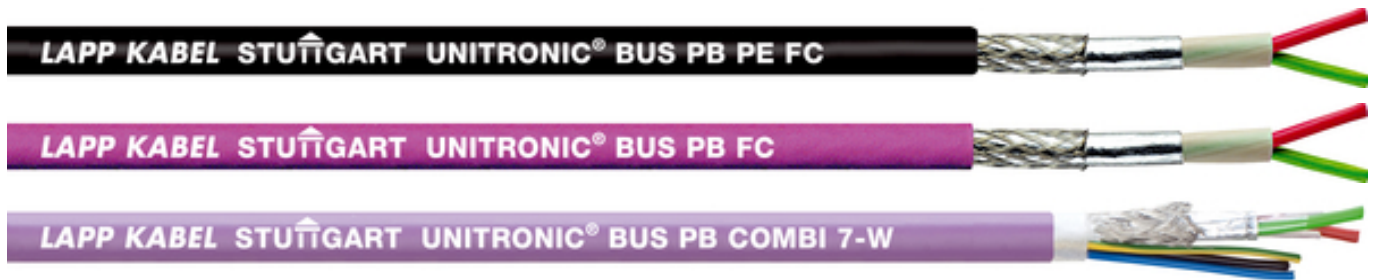 LAPP KABEL STUTTGART UNITRONIC® BUS PB PE FC
LAPP KABEL STUTTGART UNITRONIC® BUS PB FC
LAPP KABEL STUTTGART UNITRONIC® BUS PB COMBI 7-W